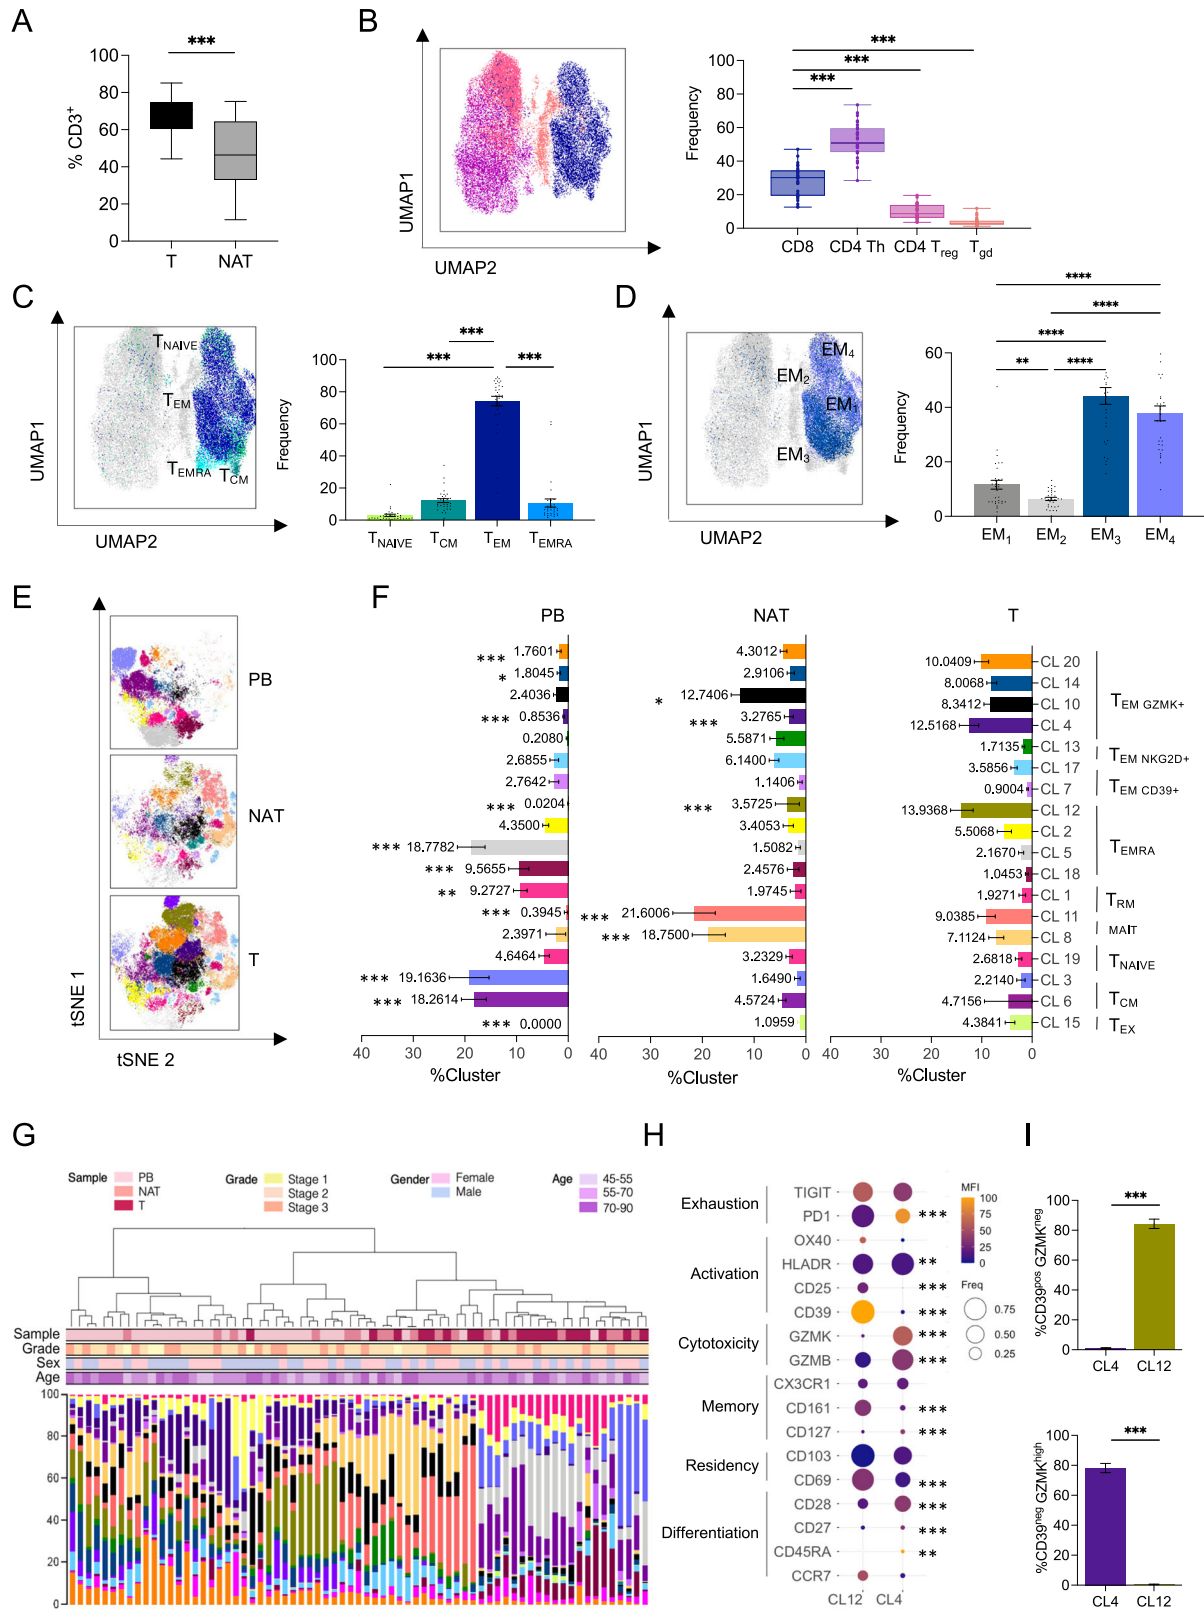 A
***
% CD3+
100
80
60
40
20
0
T
NAT
B
UMAP1
UMAP2
***
***
***
Frequency
100
80
60
40
20
0
CD8
CD4 Th
CD4 Treg
Tgd
C
UMAP1
UMAP2
TNAIVE
TEM
TEMRA
TCM
***
***
***
Frequency
100
80
60
40
20
0
TNAIVE
TCM
TEM
TEMRA
D
UMAP1
UMAP2
EM4
EM2
EM1
EM3
****
****
****
**
****
Frequency
60
40
20
0
EM1
EM2
EM3
EM4
E
PB
NAT
T
tSNE 1
tSNE 2
F
PB
*** 1.7601
* 1.8045
2.4036
*** 0.8536
0.2080
2.6855
2.7642
*** 0.0204
4.3500
*** 18.7782
*** 9.5655
** 9.2727
*** 0.3945
2.3971
4.6464
*** 19.1636
*** 18.2614
*** 0.0000
40 30 20 10 0
%Cluster
NAT
4.3012
2.9106
* 12.7406
*** 3.2765
5.5871
6.1400
1.1406
*** 3.5725
3.4053
1.5082
2.4576
1.9745
*** 21.6006
*** 18.7500
3.2329
1.6490
4.5724
1.0959
40 30 20 10 0
%Cluster
T
10.0409 CL 20
8.0068 CL 14
8.3412 CL 10
12.5168 CL 4
1.7135 CL 13
3.5856 CL 17
0.9004 CL 7
13.9368 CL 12
5.5068 CL 2
2.1670 CL 5
1.0453 CL 18
1.9271 CL 1
9.0385 CL 11
7.1124 CL 8
2.6818 CL 19
2.2140 CL 3
4.7156 CL 6
4.3841 CL 15
40 30 20 10 0
%Cluster
TEM GZMK+
TEM NKG2D+
TEM CD39+
TEMRA
TRM
MAIT
TNAIVE
TCM
TEX
G
Sample
PB
NAT
T
Grade
Stage 1
Stage 2
Stage 3
Gender
Female
Male
Age
45-55
55-70
70-90
Sample
Grade
Sex
Age
100
80
60
40
20
0
H
Exhaustion
Activation
Cytotoxicity
Memory
Residency
Differentiation
TIGIT
PD1 ***
OX40
HLADR **
CD25 ***
CD39 ***
GZMK ***
GZMB ***
CX3CR1
CD161 ***
CD127 ***
CD103
CD69 ***
CD28 ***
CD27 ***
CD45RA **
CCR7
CL12 CL4
MFI
100
75
50
25
0
Freq
0.75
0.50
0.25
I
***
%CD39pos GZMKneg
100
80
60
40
20
0
CL4 CL12
***
%CD39neg GZMKhigh
100
80
60
40
20
0
CL4 CL12